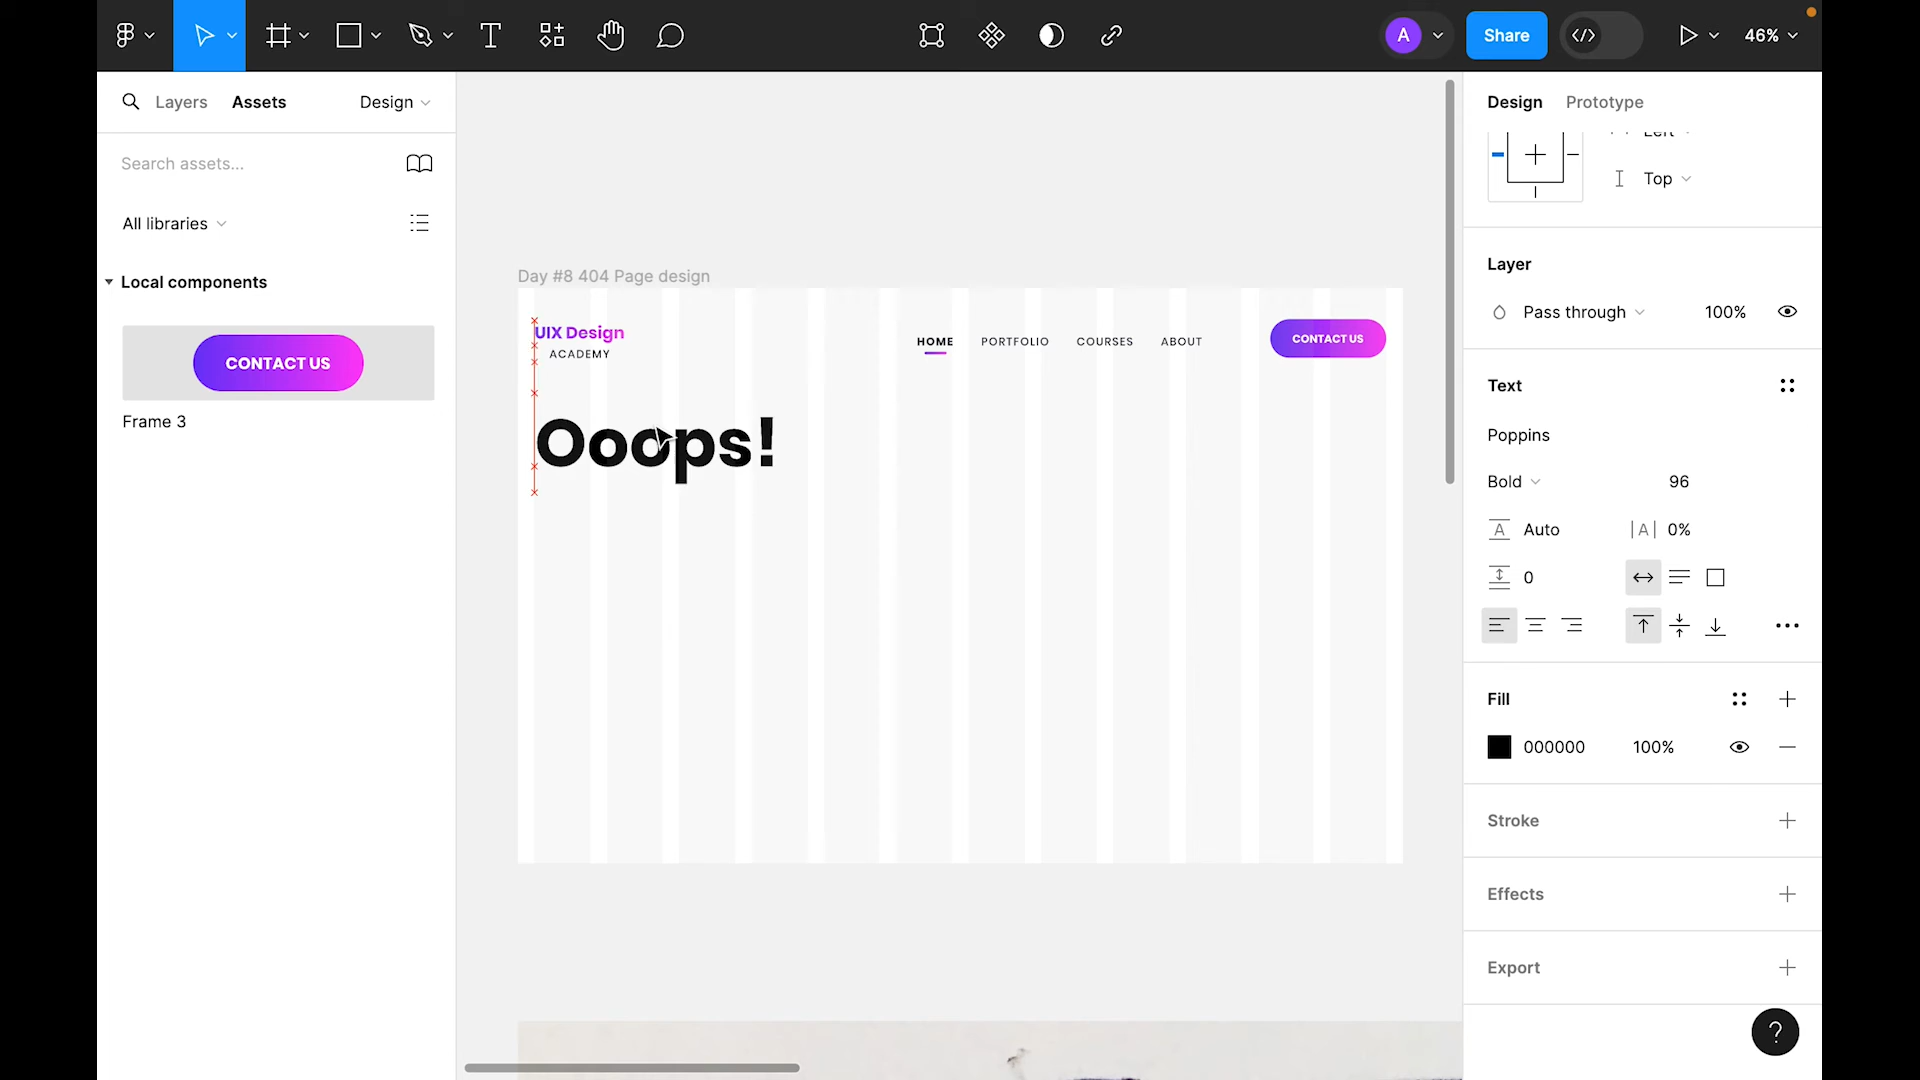 A
Share
46%
Layers
Assets
Design
Search assets...
All libraries
Local components
CONTACT US
Frame 3
Day #8 404 Page design
UIX Design
ACADEMY
HOME
PORTFOLIO
COURSES
ABOUT
CONTACT US
Ooops!
Design
Prototype
Left
Top
Layer
Pass through
100%
Text
Poppins
Bold
96
A
Auto
|A|
0%
0
Fill
000000
100%
Stroke
Effects
Export
?